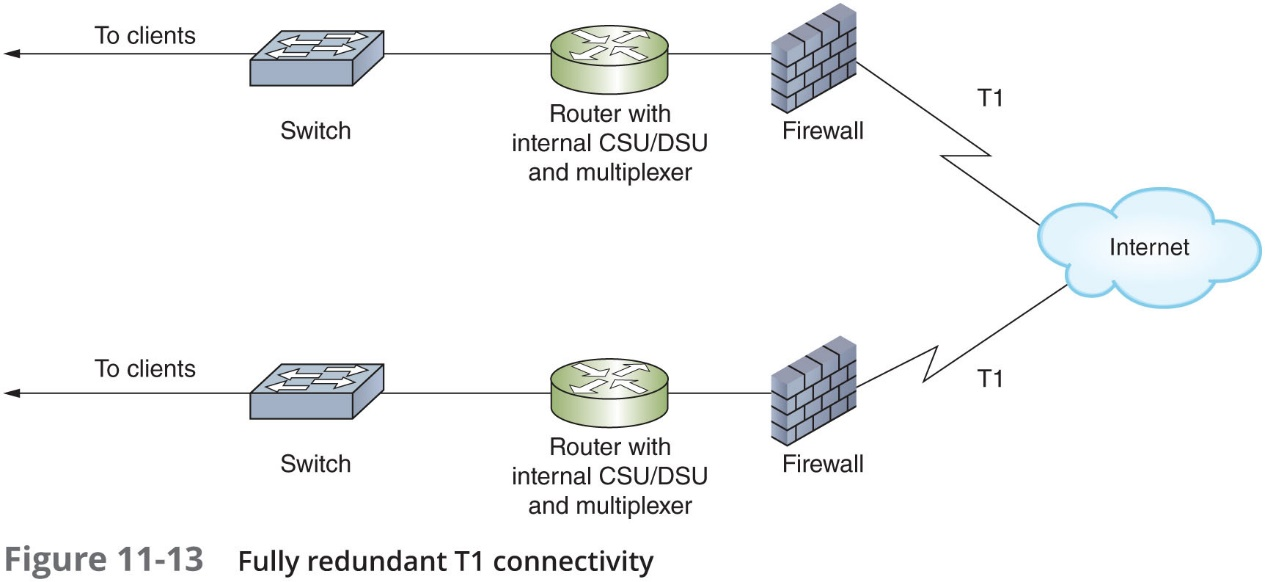 To clients
Switch
Router with
internal CSU/DSU
and multiplexer
Firewall
T1
Internet
To clients
Switch
Router with
internal CSU/DSU
and multiplexer
Firewall
T1
Figure 11-13 Fully redundant T1 connectivity